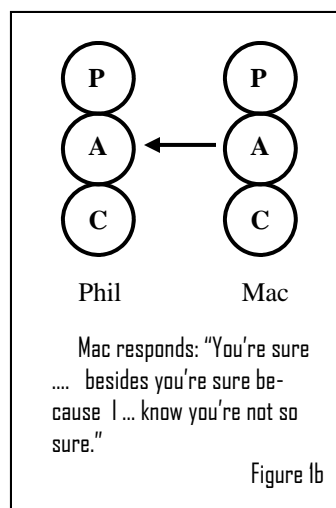 P P
A A
C C
Phil Mac
Mac responds: "You're sure
.... besides you're sure be-
cause I ... know you're not so
sure."
Figure 1b